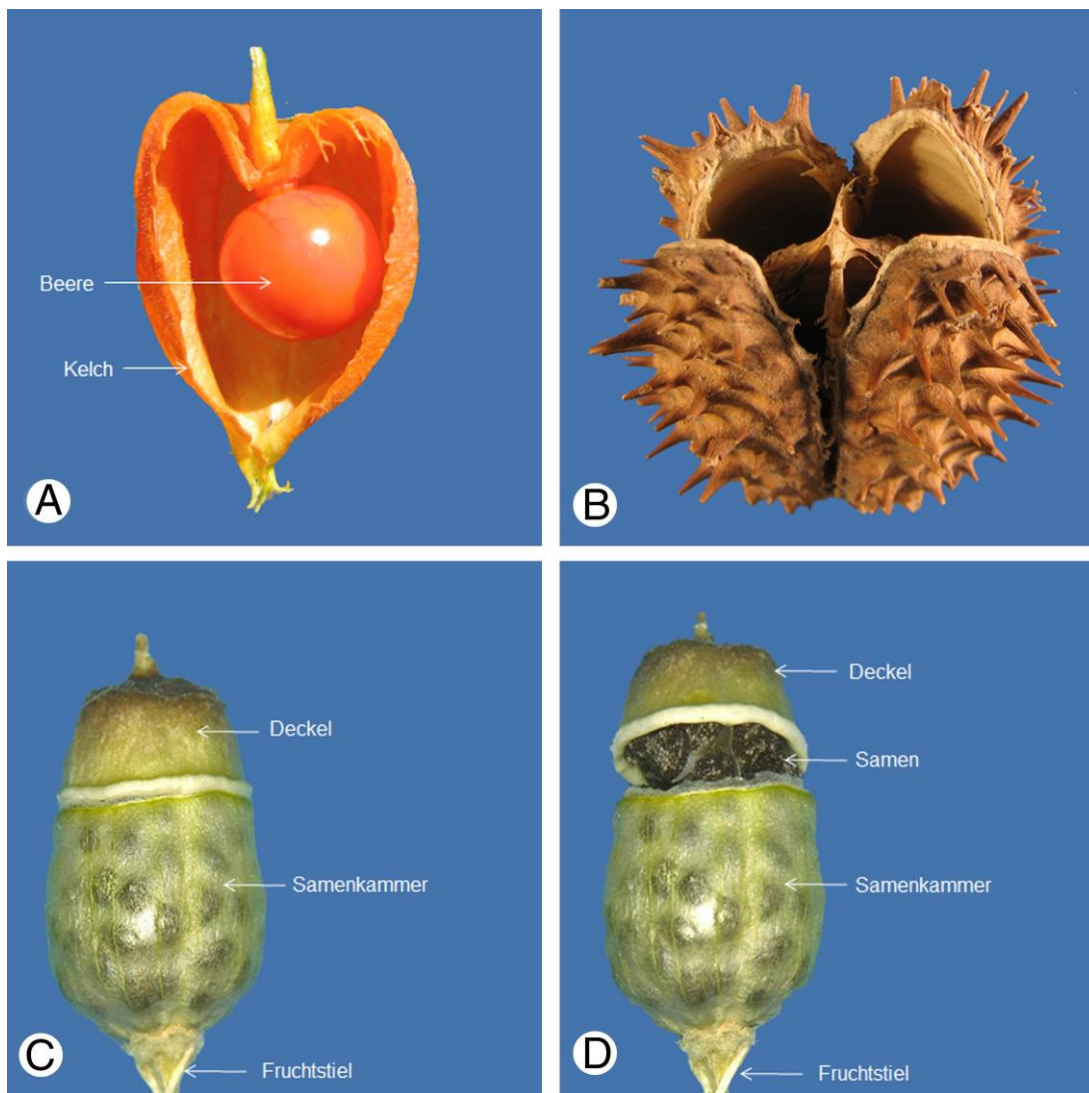 Beere
Kelch
A
B
Deckel
Samenkammer
Fruchtstiel
C
Deckel
Samen
Samenkammer
Fruchtstiel
D